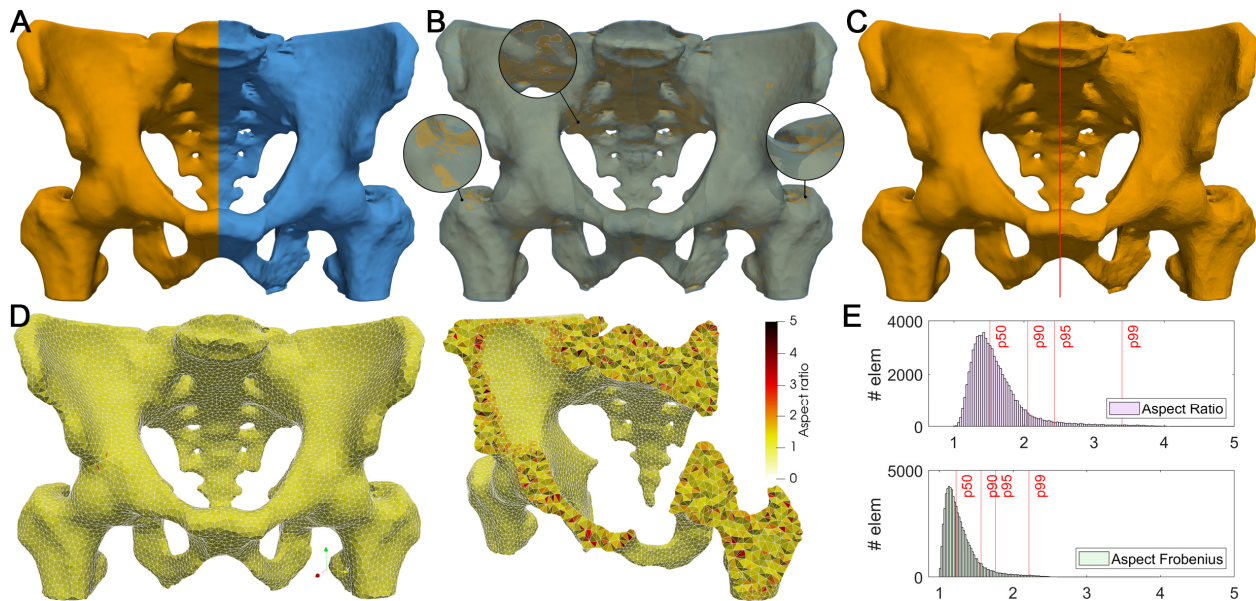 A
B
C
D
5
4
3
2
1
0
Aspect ratio
E
4000
2000
0
# elem
p50
p90
p95
p99
Aspect Ratio
1
2
3
4
5
5000
0
# elem
p50
p90
p95
p99
Aspect Frobenius
1
2
3
4
5